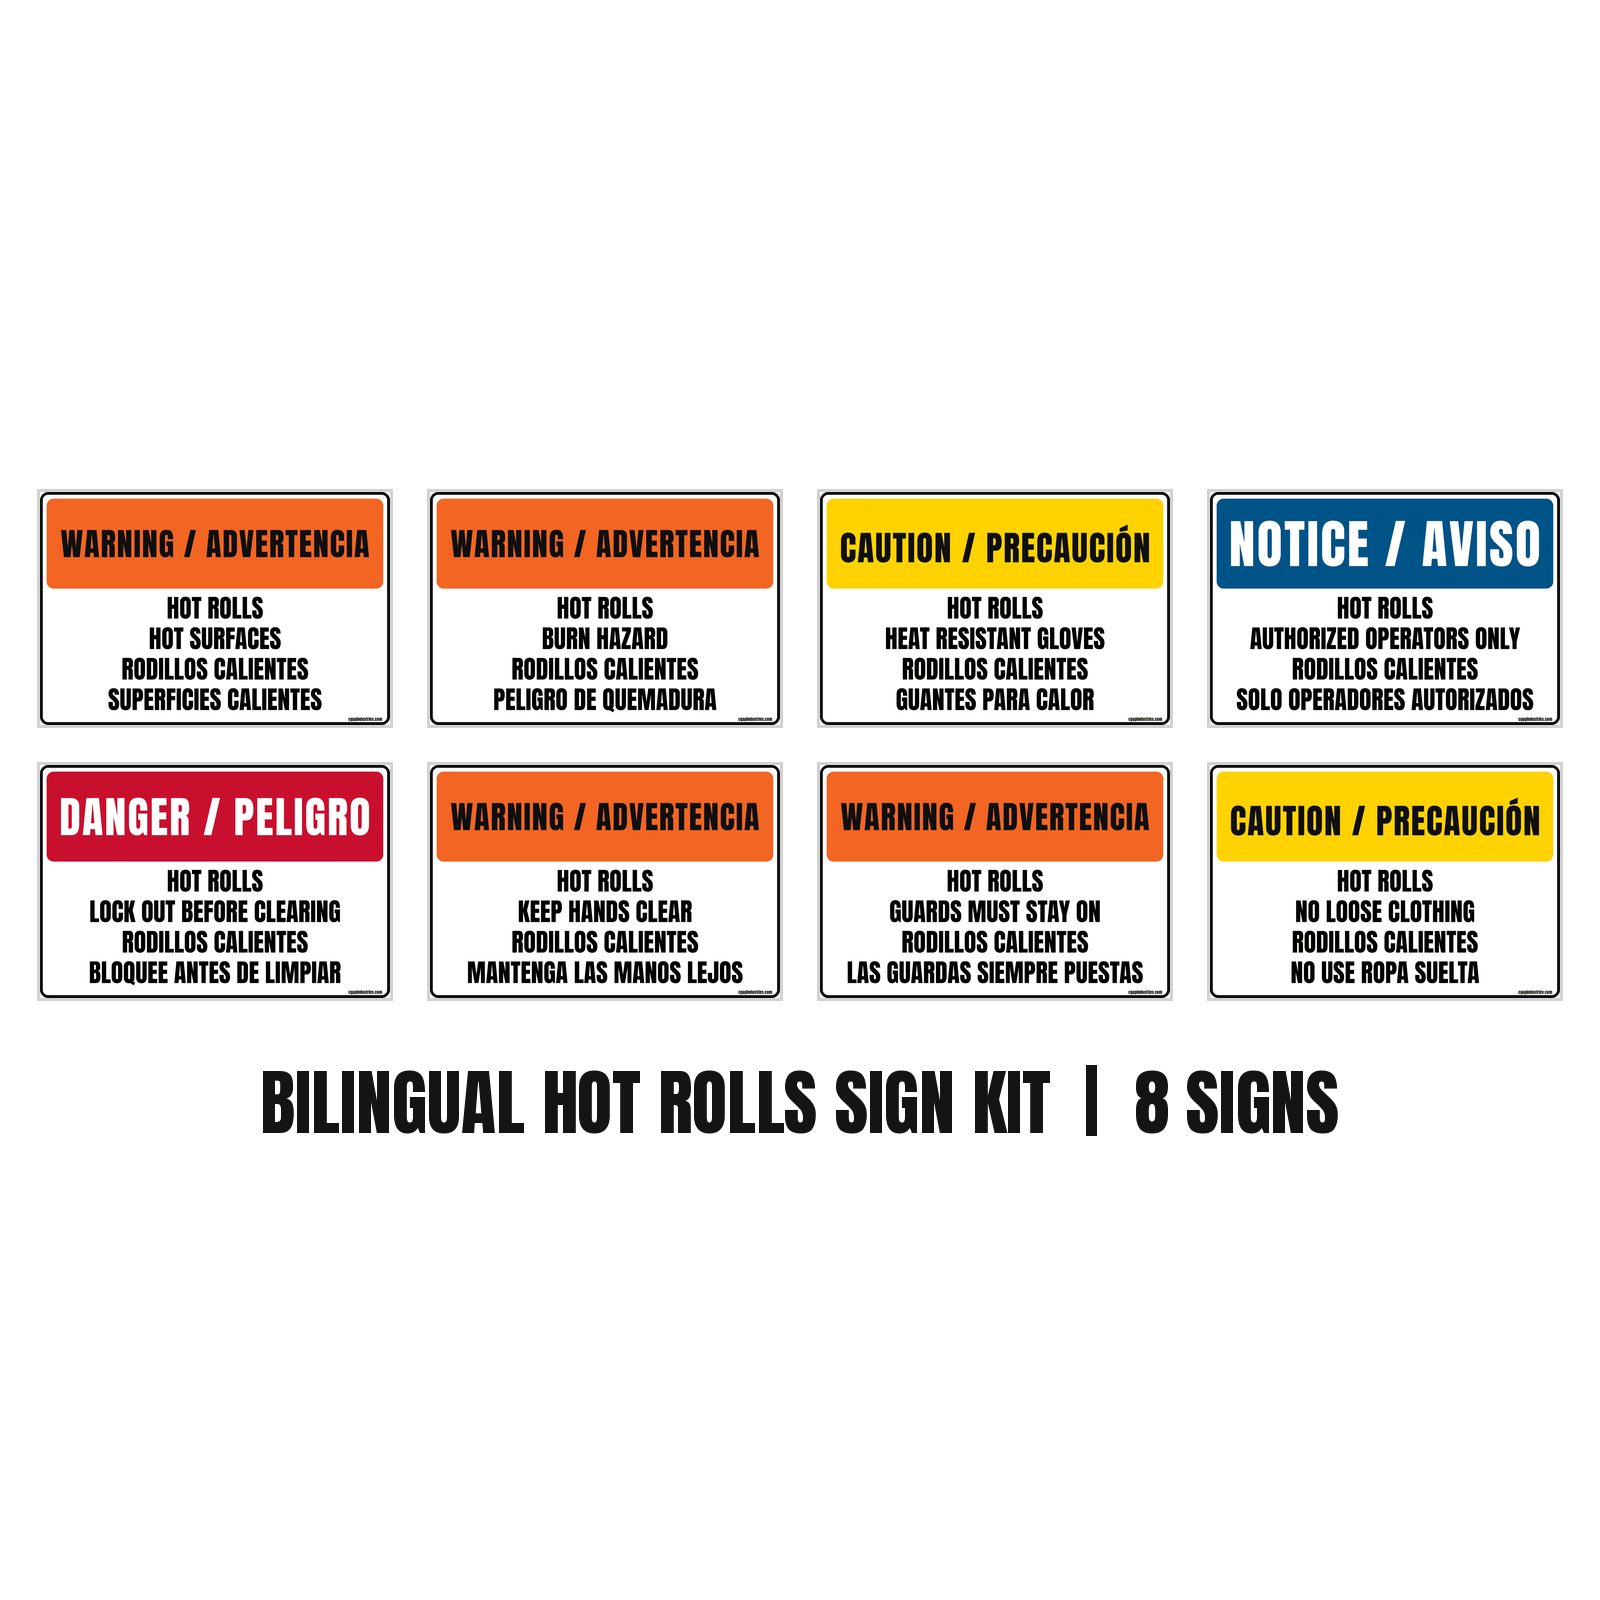 WARNING / ADVERTENCIA
HOT ROLLS
HOT SURFACES
RODILLOS CALIENTES
SUPERFICIES CALIENTES
WARNING / ADVERTENCIA
HOT ROLLS
BURN HAZARD
RODILLOS CALIENTES
PELIGRO DE QUEMADURA
CAUTION / PRECAUCIÓN
HOT ROLLS
HEAT RESISTANT GLOVES
RODILLOS CALIENTES
GUANTES PARA CALOR
NOTICE / AVISO
HOT ROLLS
AUTHORIZED OPERATORS ONLY
RODILLOS CALIENTES
SOLO OPERADORES AUTORIZADOS
DANGER / PELIGRO
HOT ROLLS
LOCK OUT BEFORE CLEARING
RODILLOS CALIENTES
BLOQUEE ANTES DE LIMPIAR
WARNING / ADVERTENCIA
HOT ROLLS
KEEP HANDS CLEAR
RODILLOS CALIENTES
MANTENGA LAS MANOS LEJOS
WARNING / ADVERTENCIA
HOT ROLLS
GUARDS MUST STAY ON
RODILLOS CALIENTES
LAS GUARDAS SIEMPRE PUESTAS
CAUTION / PRECAUCIÓN
HOT ROLLS
NO LOOSE CLOTHING
RODILLOS CALIENTES
NO USE ROPA SUELTA
BILINGUAL HOT ROLLS SIGN KIT | 8 SIGNS